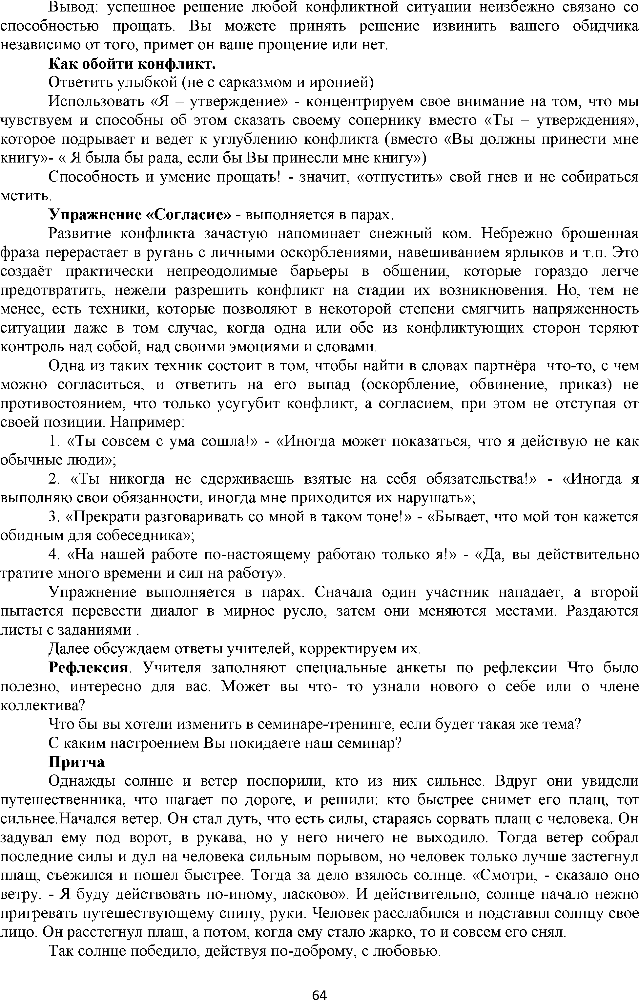 Вывод: успешное решение любой конфликтной ситуации неизбежно связано со
способностью прощать. Вы можете принять решение извинить вашего обидчика
независимо от того, примет он ваше прощение или нет.
Как обойти конфликт.
Ответить улыбкой (не с сарказмом и иронией)
Использовать «Я – утверждение» - концентрируем свое внимание на том, что мы
чувствуем и способны об этом сказать своему сопернику вместо «Ты – утверждения»,
которое подрывает и ведет к углублению конфликта (вместо «Вы должны принести мне
книгу»- « Я была бы рада, если бы Вы принесли мне книгу»)
Способность и умение прощать! - значит, «отпустить» свой гнев и не собираться
мстить.
Упражнение «Согласие» - выполняется в парах.
Развитие конфликта зачастую напоминает снежный ком. Небрежно брошенная
фраза перерастает в ругань с личными оскорблениями, навешиванием ярлыков и т.п. Это
создаёт практически непреодолимые барьеры в общении, которые гораздо легче
предотвратить, нежели разрешить конфликт на стадии их возникновения. Но, тем не
менее, есть техники, которые позволяют в некоторой степени смягчить напряженность
ситуации даже в том случае, когда одна или обе из конфликтующих сторон теряют
контроль над собой, над своими эмоциями и словами.
Одна из таких техник состоит в том, чтобы найти в словах партнёра  что-то, с чем
можно согласиться, и ответить на его выпад (оскорбление, обвинение, приказ) не
противостоянием, что только усугубит конфликт, а согласием, при этом не отступая от
своей позиции. Например:
1. «Ты совсем с ума сошла!» - «Иногда может показаться, что я действую не как
обычные люди»;
2. «Ты никогда не сдерживаешь взятые на себя обязательства!» - «Иногда я
выполняю свои обязанности, иногда мне приходится их нарушать»;
3. «Прекрати разговаривать со мной в таком тоне!» - «Бывает, что мой тон кажется
обидным для собеседника»;
4. «На нашей работе по-настоящему работаю только я!» - «Да, вы действительно
тратите много времени и сил на работу».
Упражнение выполняется в парах. Сначала один участник нападает, а второй
пытается перевести диалог в мирное русло, затем они меняются местами. Раздаются
листы с заданиями .
Далее обсуждаем ответы учителей, корректируем их.
Рефлексия. Учителя заполняют специальные анкеты по рефлексии Что было
полезно, интересно для вас. Может вы что- то узнали нового о себе или о члене
коллектива?
Что бы вы хотели изменить в семинаре-тренинге, если будет такая же тема?
С каким настроением Вы покидаете наш семинар?
Притча
Однажды солнце и ветер поспорили, кто из них сильнее. Вдруг они увидели
путешественника, что шагает по дороге, и решили: кто быстрее снимет его плащ, тот
сильнее.Начался ветер. Он стал дуть, что есть силы, стараясь сорвать плащ с человека. Он
задувал ему под ворот, в рукава, но у него ничего не выходило. Тогда ветер собрал
последние силы и дул на человека сильным порывом, но человек только лучше застегнул
плащ, съежился и пошел быстрее. Тогда за дело взялось солнце. «Смотри, - сказало оно
ветру. - Я буду действовать по-иному, ласково». И действительно, солнце начало нежно
пригревать путешествующему спину, руки. Человек расслабился и подставил солнцу свое
лицо. Он расстегнул плащ, а потом, когда ему стало жарко, то и совсем его снял.
Так солнце победило, действуя по-доброму, с любовью.
64